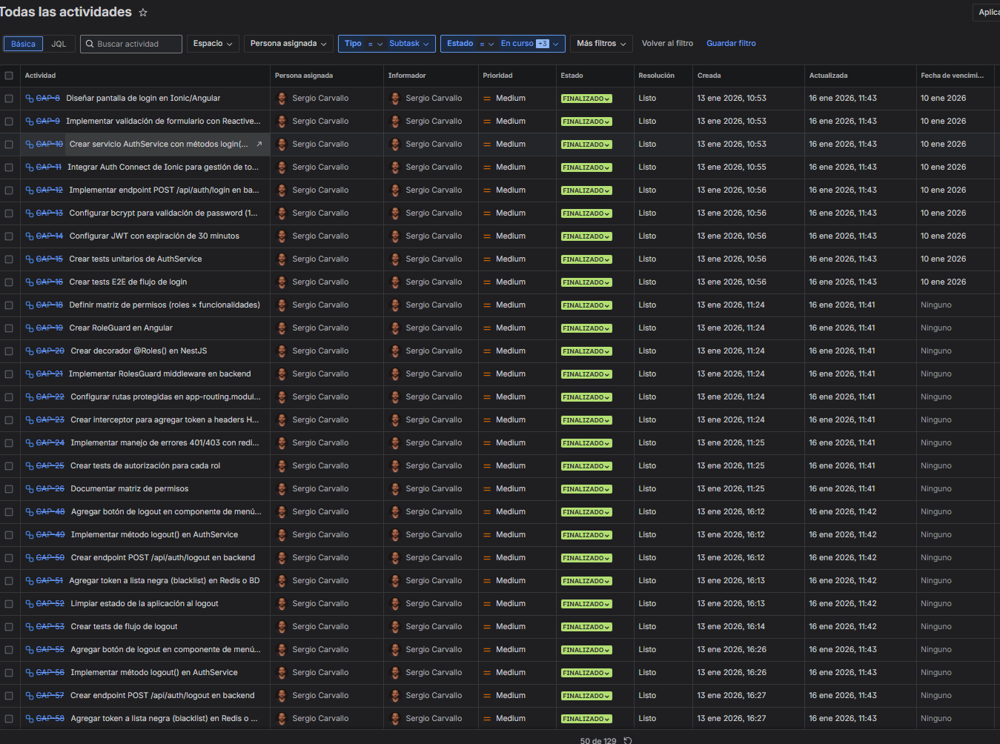 Todas las actividades
Aplica
Básica JQL Buscar actividad Espacio Persona asignada Tipo = Subtask Estado = En curso +3 Más filtros Volver al filtro Guardar filtro
Actividad Persona asignada Informador Prioridad Estado Resolución Creada Actualizada Fecha de vencimi...
CAP-8 Diseñar pantalla de login en Ionic/Angular Sergio Carvallo Sergio Carvallo Medium FINALIZADO Listo 13 ene 2026, 10:53 16 ene 2026, 11:43 10 ene 2026
CAP-9 Implementar validación de formulario con Reactive... Sergio Carvallo Sergio Carvallo Medium FINALIZADO Listo 13 ene 2026, 10:53 16 ene 2026, 11:43 10 ene 2026
CAP-10 Crear servicio AuthService con métodos login(... Sergio Carvallo Sergio Carvallo Medium FINALIZADO Listo 13 ene 2026, 10:53 16 ene 2026, 11:43 10 ene 2026
CAP-11 Integrar Auth Connect de Ionic para gestión de to... Sergio Carvallo Sergio Carvallo Medium FINALIZADO Listo 13 ene 2026, 10:55 16 ene 2026, 11:43 10 ene 2026
CAP-12 Implementar endpoint POST /api/auth/login en ba... Sergio Carvallo Sergio Carvallo Medium FINALIZADO Listo 13 ene 2026, 10:56 16 ene 2026, 11:43 10 ene 2026
CAP-13 Configurar bcrypt para validación de password (1... Sergio Carvallo Sergio Carvallo Medium FINALIZADO Listo 13 ene 2026, 10:56 16 ene 2026, 11:43 10 ene 2026
CAP-14 Configurar JWT con expiración de 30 minutos Sergio Carvallo Sergio Carvallo Medium FINALIZADO Listo 13 ene 2026, 10:56 16 ene 2026, 11:43 10 ene 2026
CAP-15 Crear tests unitarios de AuthService Sergio Carvallo Sergio Carvallo Medium FINALIZADO Listo 13 ene 2026, 10:56 16 ene 2026, 11:43 10 ene 2026
CAP-16 Crear tests E2E de flujo de login Sergio Carvallo Sergio Carvallo Medium FINALIZADO Listo 13 ene 2026, 10:56 16 ene 2026, 11:43 10 ene 2026
CAP-18 Definir matriz de permisos (roles × funcionalidades) Sergio Carvallo Sergio Carvallo Medium FINALIZADO Listo 13 ene 2026, 11:24 16 ene 2026, 11:41 Ninguno
CAP-19 Crear RoleGuard en Angular Sergio Carvallo Sergio Carvallo Medium FINALIZADO Listo 13 ene 2026, 11:24 16 ene 2026, 11:41 Ninguno
CAP-20 Crear decorador @Roles() en NestJS Sergio Carvallo Sergio Carvallo Medium FINALIZADO Listo 13 ene 2026, 11:24 16 ene 2026, 11:41 Ninguno
CAP-21 Implementar RolesGuard middleware en backend Sergio Carvallo Sergio Carvallo Medium FINALIZADO Listo 13 ene 2026, 11:24 16 ene 2026, 11:41 Ninguno
CAP-22 Configurar rutas protegidas en app-routing.modul... Sergio Carvallo Sergio Carvallo Medium FINALIZADO Listo 13 ene 2026, 11:24 16 ene 2026, 11:41 Ninguno
CAP-23 Crear interceptor para agregar token a headers H... Sergio Carvallo Sergio Carvallo Medium FINALIZADO Listo 13 ene 2026, 11:24 16 ene 2026, 11:41 Ninguno
CAP-24 Implementar manejo de errores 401/403 con redi... Sergio Carvallo Sergio Carvallo Medium FINALIZADO Listo 13 ene 2026, 11:25 16 ene 2026, 11:41 Ninguno
CAP-25 Crear tests de autorización para cada rol Sergio Carvallo Sergio Carvallo Medium FINALIZADO Listo 13 ene 2026, 11:25 16 ene 2026, 11:41 Ninguno
CAP-26 Documentar matriz de permisos Sergio Carvallo Sergio Carvallo Medium FINALIZADO Listo 13 ene 2026, 11:25 16 ene 2026, 11:41 Ninguno
CAP-48 Agregar botón de logout en componente de menú... Sergio Carvallo Sergio Carvallo Medium FINALIZADO Listo 13 ene 2026, 16:12 16 ene 2026, 11:42 Ninguno
CAP-49 Implementar método logout() en AuthService Sergio Carvallo Sergio Carvallo Medium FINALIZADO Listo 13 ene 2026, 16:12 16 ene 2026, 11:42 Ninguno
CAP-50 Crear endpoint POST /api/auth/logout en backend Sergio Carvallo Sergio Carvallo Medium FINALIZADO Listo 13 ene 2026, 16:12 16 ene 2026, 11:42 Ninguno
CAP-51 Agregar token a lista negra (blacklist) en Redis o BD Sergio Carvallo Sergio Carvallo Medium FINALIZADO Listo 13 ene 2026, 16:13 16 ene 2026, 11:42 Ninguno
CAP-52 Limpiar estado de la aplicación al logout Sergio Carvallo Sergio Carvallo Medium FINALIZADO Listo 13 ene 2026, 16:13 16 ene 2026, 11:42 Ninguno
CAP-53 Crear tests de flujo de logout Sergio Carvallo Sergio Carvallo Medium FINALIZADO Listo 13 ene 2026, 16:14 16 ene 2026, 11:42 Ninguno
CAP-55 Agregar botón de logout en componente de menú... Sergio Carvallo Sergio Carvallo Medium FINALIZADO Listo 13 ene 2026, 16:26 16 ene 2026, 11:43 Ninguno
CAP-56 Implementar método logout() en AuthService Sergio Carvallo Sergio Carvallo Medium FINALIZADO Listo 13 ene 2026, 16:26 16 ene 2026, 11:43 Ninguno
CAP-57 Crear endpoint POST /api/auth/logout en backend Sergio Carvallo Sergio Carvallo Medium FINALIZADO Listo 13 ene 2026, 16:27 16 ene 2026, 11:43 Ninguno
CAP-58 Agregar token a lista negra (blacklist) en Redis o ... Sergio Carvallo Sergio Carvallo Medium FINALIZADO Listo 13 ene 2026, 16:27 16 ene 2026, 11:43 Ninguno
50 de 129